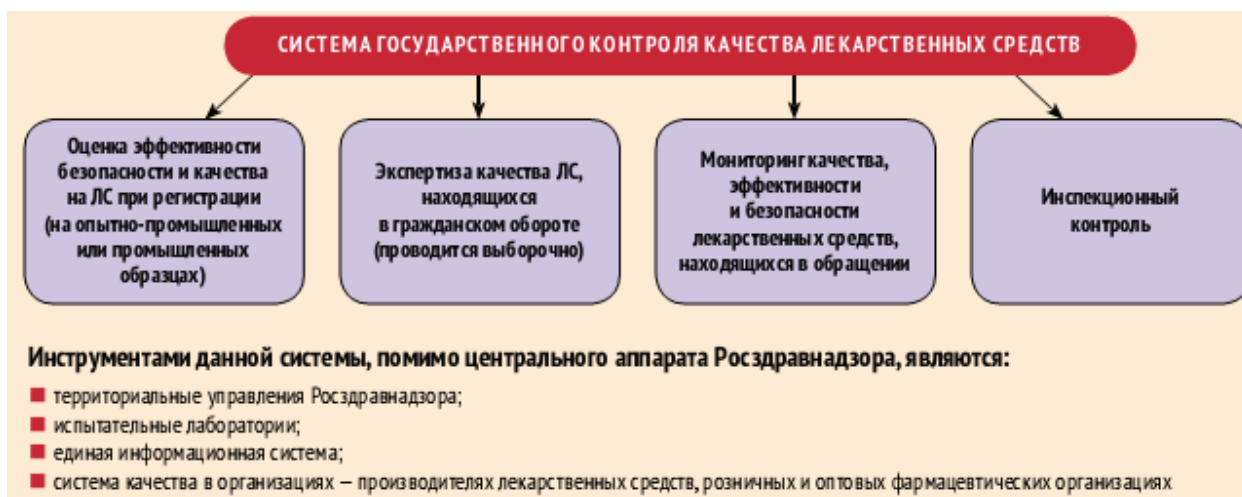 СИСТЕМА ГОСУДАРСТВЕННОГО КОНТРОЛЯ КАЧЕСТВА ЛЕКАРСТВЕННЫХ СРЕДСТВ
Оценка эффективности
безопасности и качества
на ЛС при регистрации
(на опытно-промышленных
или промышленных
образцах)
Экспертиза качества ЛС,
находящихся
в гражданском обороте
(проводится выборочно)
Мониторинг качества,
эффективности
и безопасности
лекарственных средств,
находящихся в обращении
Инспекционный
контроль
Инструментами данной системы, помимо центрального аппарата Росздравнадзора, являются:
территориальные управления Росздравнадзора;
испытательные лаборатории;
единая информационная система;
система качества в организациях — производителях лекарственных средств, розничных и оптовых фармацевтических организациях